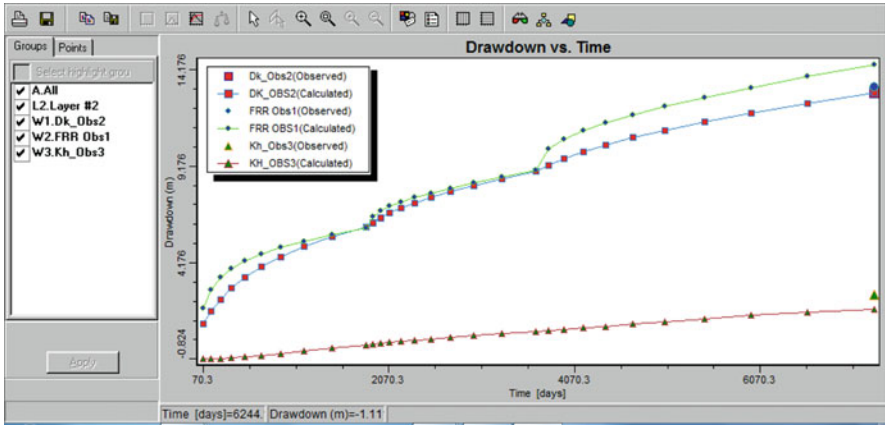 Groups
Points
Select highlight grou
A.All
L2.Layer #2
W1.Dk_Obs2
W2.FRR Obs1
W3.Kh_Obs3
Apply
Drawdown vs. Time
Dk_Obs2(Observed)
DK_OBS2(Calculated)
FRR Obs1(Observed)
FRR OBS1(Calculated)
Kh_Obs3(Observed)
KH_OBS3(Calculated)
Drawdown (m)
14.176
9.176
4.176
-0.824
70.3
2070.3
4070.3
6070.3
Time [days]
Time [days]=6244. Drawdown (m)=-1.11